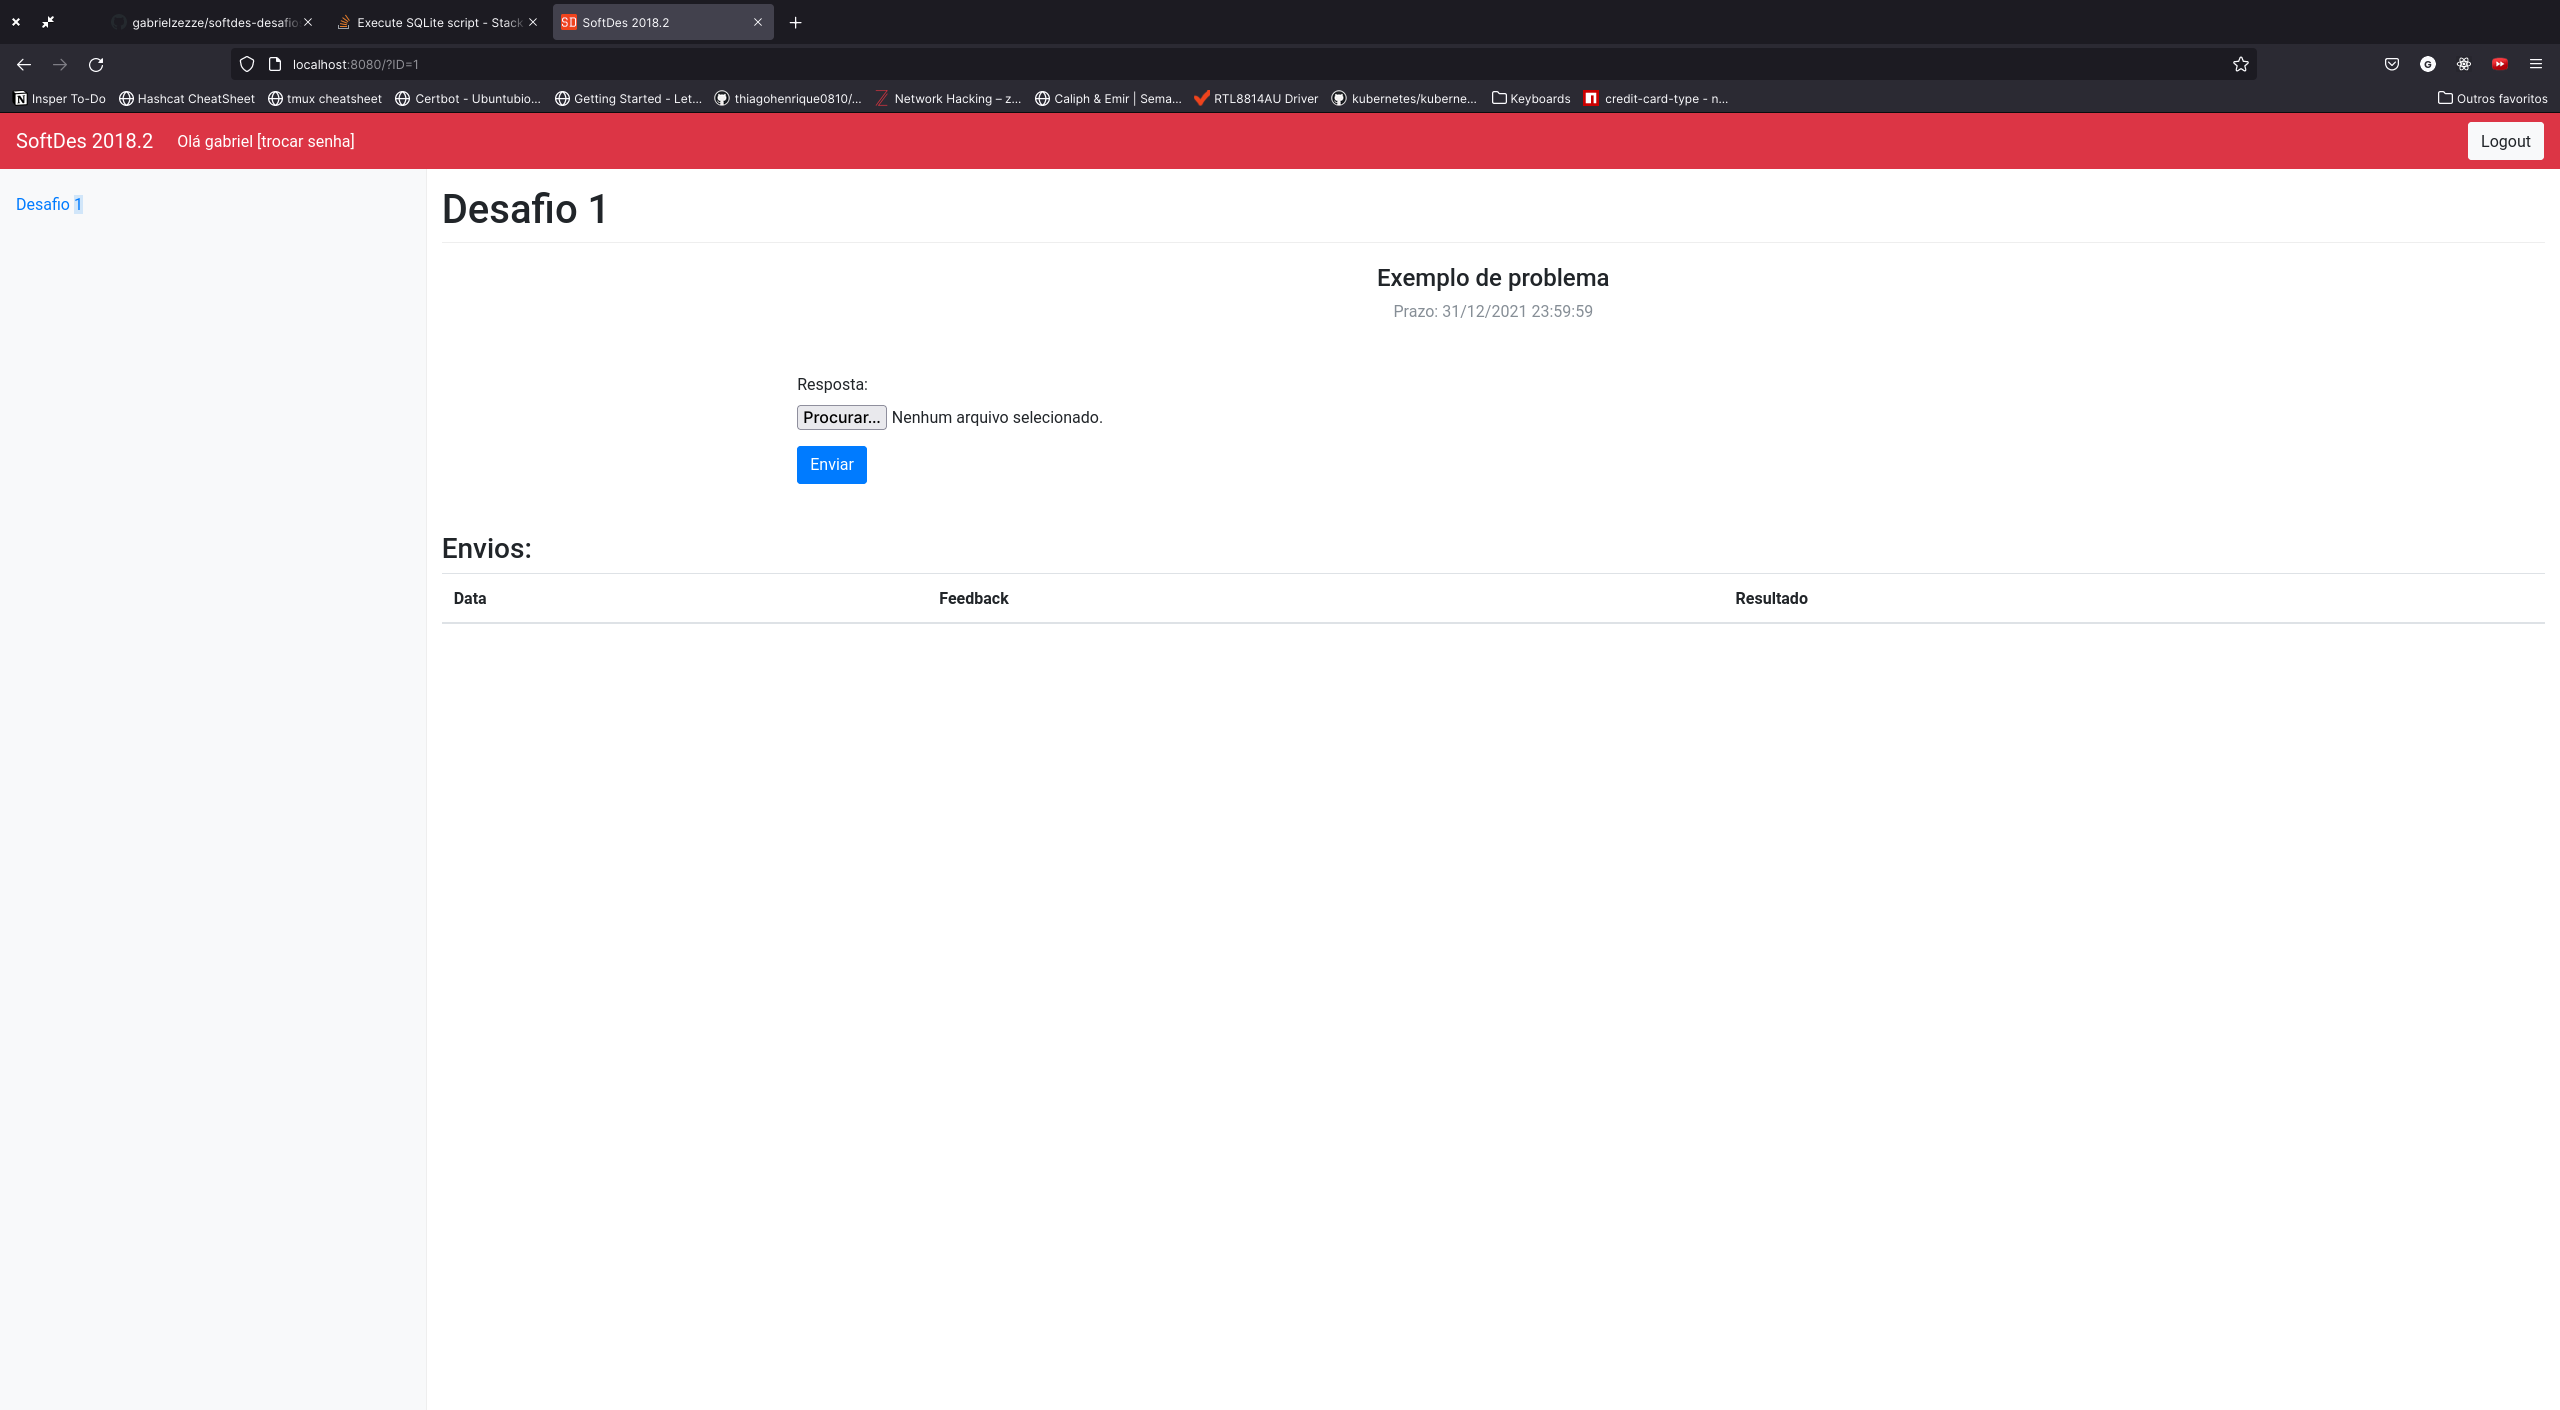 gabrielzezze/softdes-desafio
Execute SQLite script - Stack
SD SoftDes 2018.2
localhost:8080/?ID=1
Insper To-Do
Hashcat CheatSheet
tmux cheatsheet
Certbot - Ubuntubio...
Getting Started - Let...
thiagohenrique0810/...
Network Hacking – z...
Caliph & Emir | Sema...
RTL8814AU Driver
kubernetes/kuberne...
Keyboards
credit-card-type - n...
Outros favoritos
SoftDes 2018.2
Olá gabriel [trocar senha]
Logout
Desafio 1
Desafio 1
Exemplo de problema
Prazo: 31/12/2021 23:59:59
Resposta:
Procurar... Nenhum arquivo selecionado.
Enviar
Envios:
Data Feedback Resultado